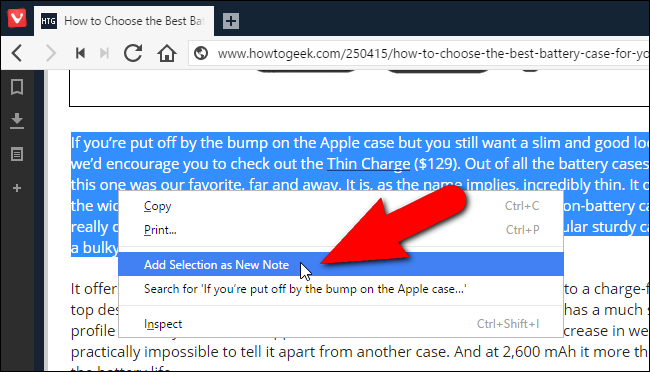 HTG How to Choose the Best Bat
www.howtogeek.com/250415/how-to-choose-the-best-battery-case-for-yo
If you’re put off by the bump on the Apple case but you still want a slim and good loo
we’d encourage you to check out the Thin Charge ($129). Out of all the battery cases
this one was our favorite, far and away. It is, as the name implies, incredibly thin. It
the wid on-battery ca
really ular sturdy ca
a bulky
Copy Ctrl+C
Print... Ctrl+P
Add Selection as New Note
Search for 'If you’re put off by the bump on the Apple case...'
Inspect Ctrl+Shift+I
It offer to a charge-f
top des has a much s
profile crease in we
practically impossible to tell it apart from another case. And at 2,600 mAh it more th
the battery life.